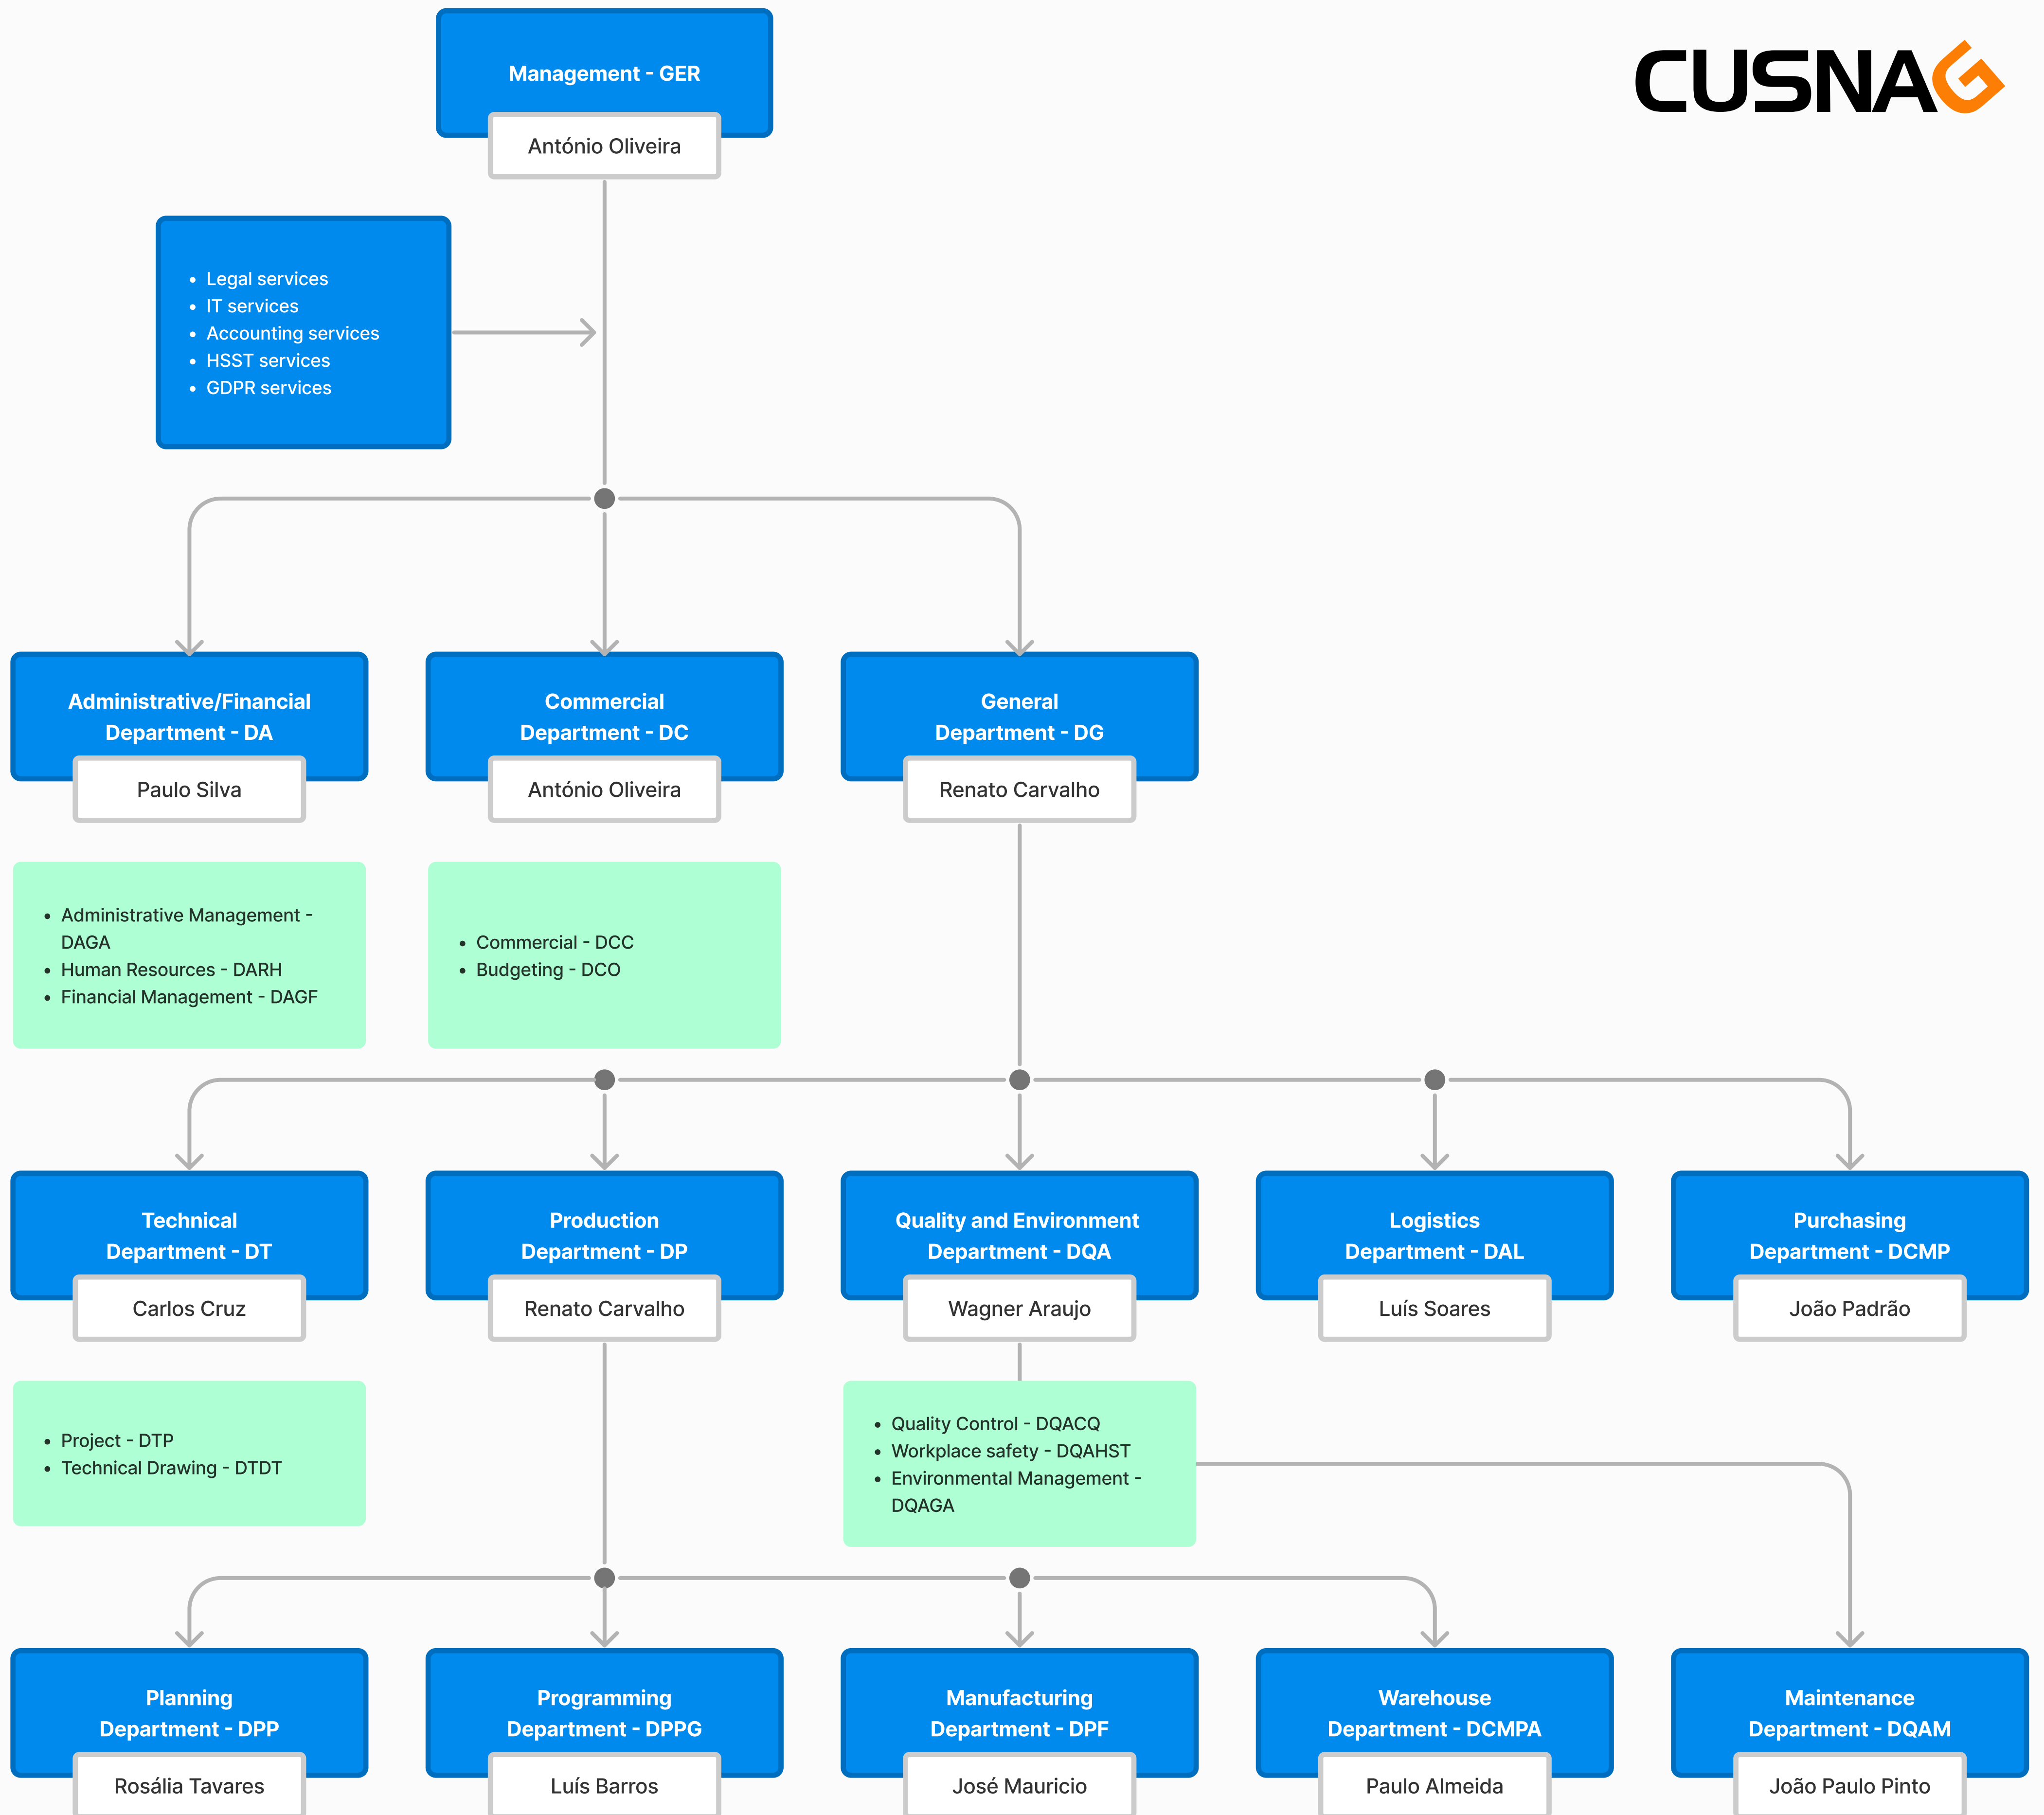 Management - GER
António Oliveira
CUSNAG
• Legal services
• IT services
• Accounting services
• HSST services
• GDPR services
Administrative/Financial
Department - DA
Paulo Silva
Commercial
Department - DC
António Oliveira
General
Department - DG
Renato Carvalho
• Administrative Management -
DAGA
• Human Resources - DARH
• Financial Management - DAGF
• Commercial - DCC
• Budgeting - DCO
Technical
Department - DT
Carlos Cruz
Production
Department - DP
Renato Carvalho
Quality and Environment
Department - DQA
Wagner Araujo
Logistics
Department - DAL
Luís Soares
Purchasing
Department - DCMP
João Padrão
• Project - DTP
• Technical Drawing - DTDT
• Quality Control - DQACQ
• Workplace safety - DQAHST
• Environmental Management -
DQAGA
Planning
Department - DPP
Rosália Tavares
Programming
Department - DPPG
Luís Barros
Manufacturing
Department - DPF
José Mauricio
Warehouse
Department - DCMPA
Paulo Almeida
Maintenance
Department - DQAM
João Paulo Pinto